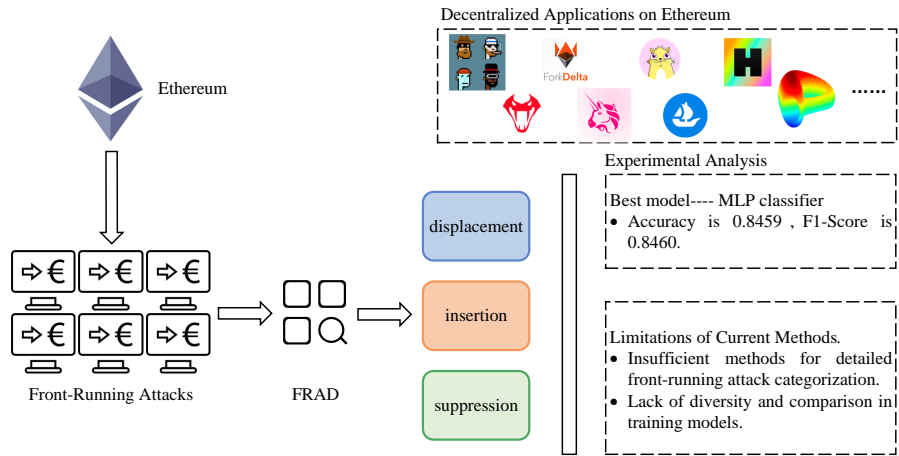 Decentralized Applications on Ethereum
Ethereum
ForkDelta
H
......
Experimental Analysis
Best model---- MLP classifier
• Accuracy is 0.8459 , F1-Score is
0.8460.
displacement
insertion
suppression
⇨€ ⇨€ ⇨€
⇨€ ⇨€ ⇨€
Front-Running Attacks
FRAD
Limitations of Current Methods.
• Insufficient methods for detailed
front-running attack categorization.
• Lack of diversity and comparison in
training models.